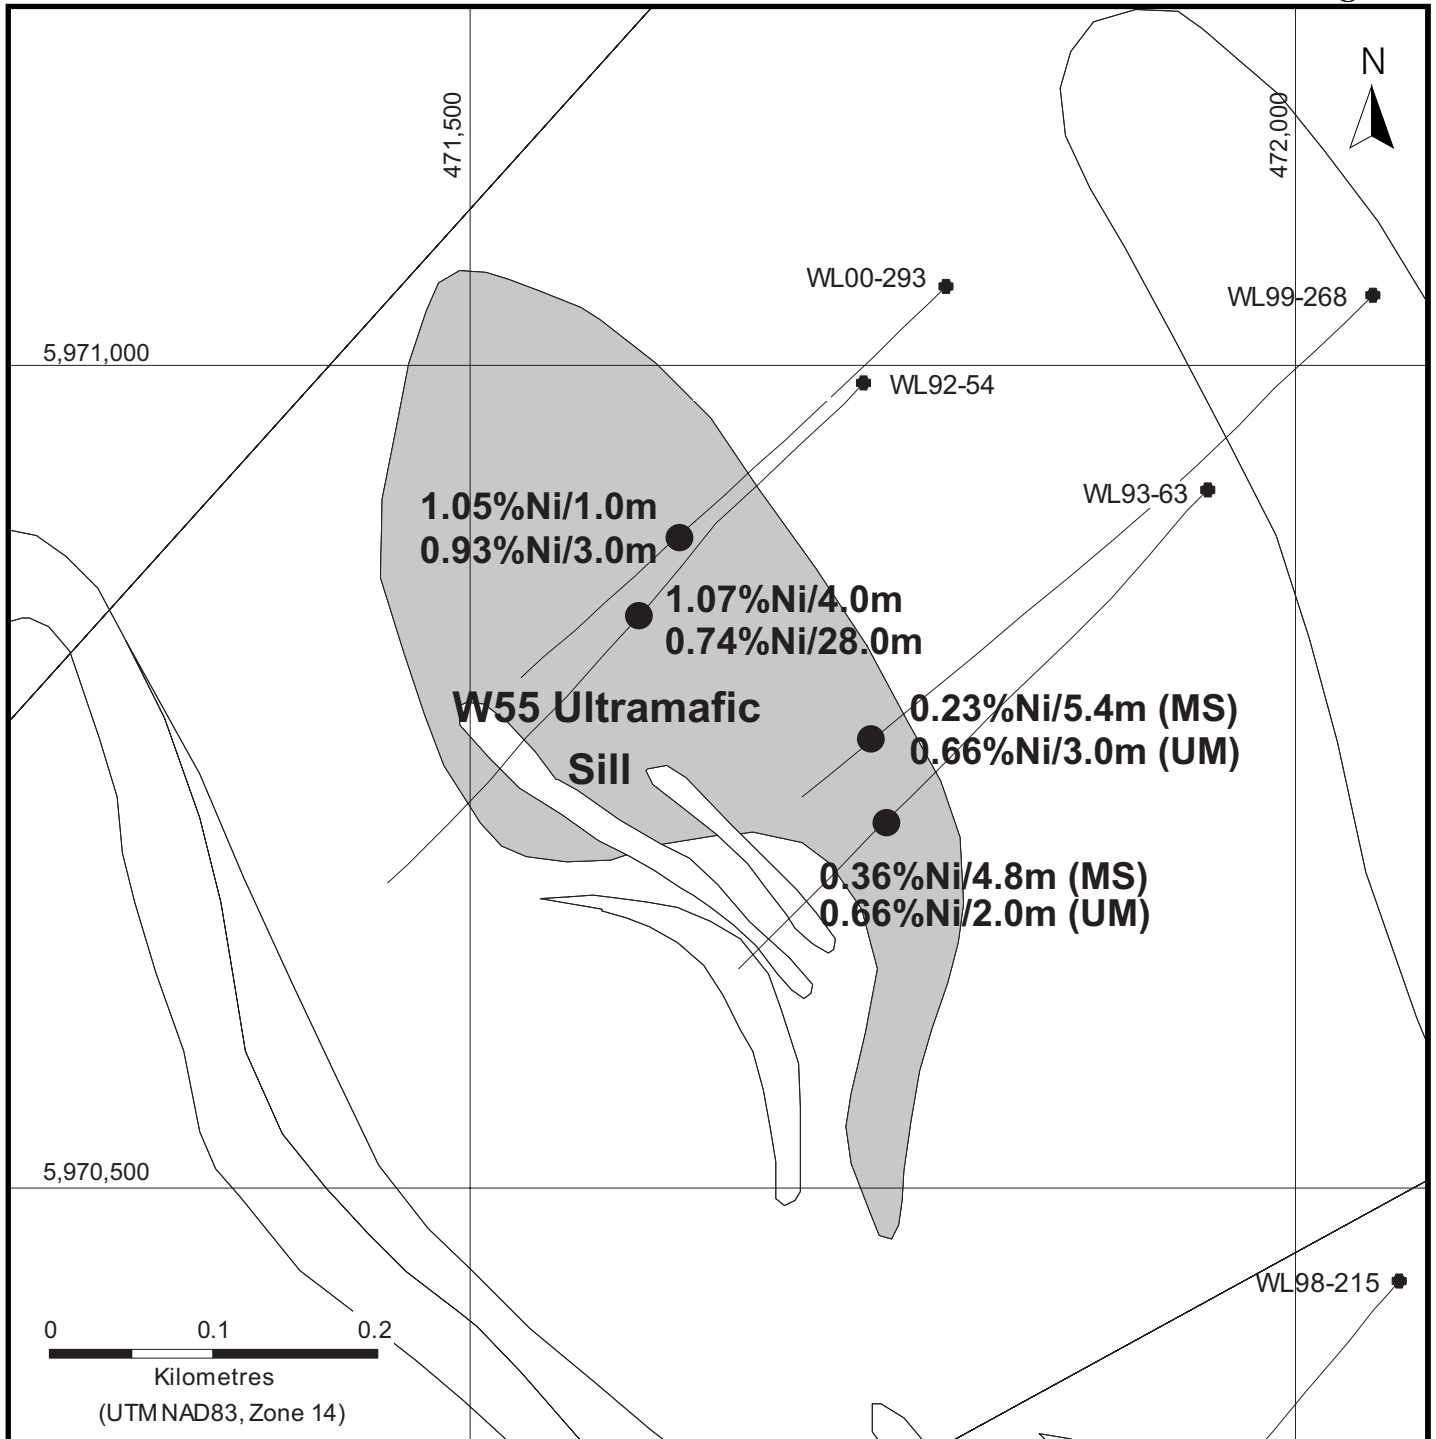 N
471,500
472,000
WL00-293
WL99-268
5,971,000
WL92-54
WL93-63
1.05%Ni/1.0m
0.93%Ni/3.0m
1.07%Ni/4.0m
0.74%Ni/28.0m
W55 Ultramafic
Sill
0.23%Ni/5.4m (MS)
0.66%Ni/3.0m (UM)
0.36%Ni/4.8m (MS)
0.66%Ni/2.0m (UM)
5,970,500
WL98-215
0 0.1 0.2
Kilometres
(UTM NAD83, Zone 14)